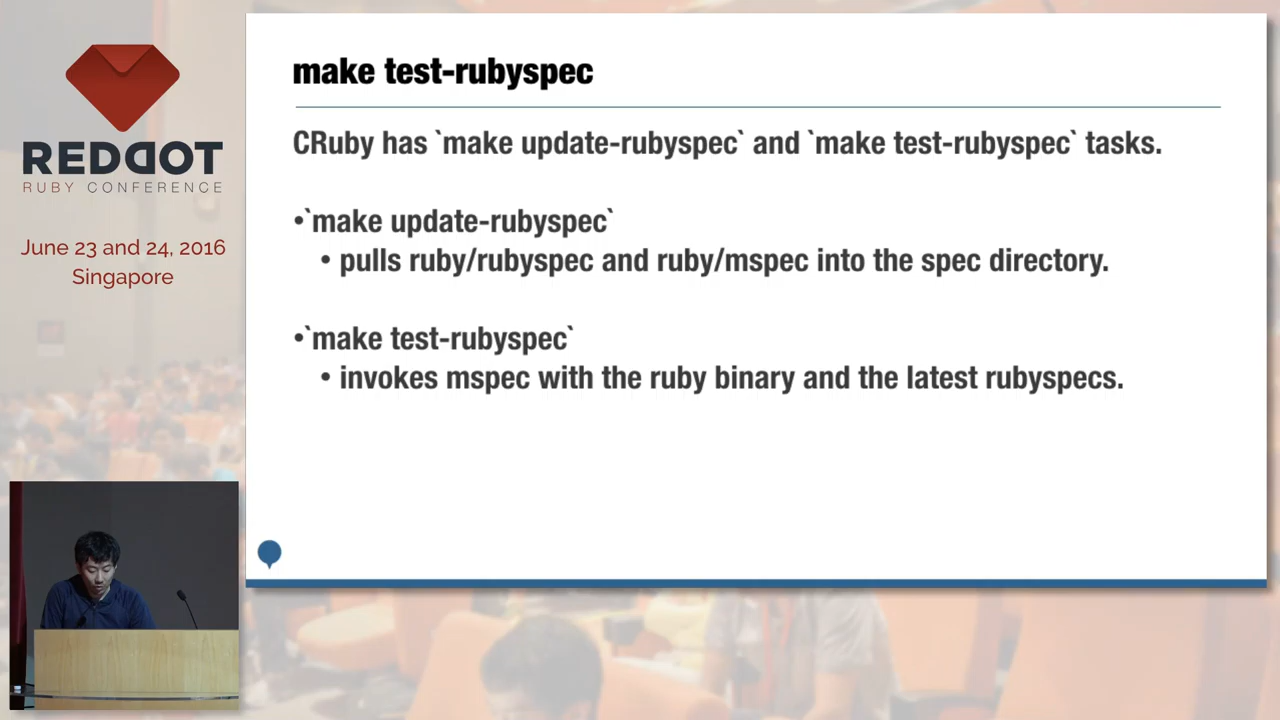 REDDOT
RUBY CONFERENCE
June 23 and 24, 2016
Singapore
make test-rubyspec
CRuby has `make update-rubyspec` and `make test-rubyspec` tasks.
•`make update-rubyspec`
• pulls ruby/rubyspec and ruby/mspec into the spec directory.
•`make test-rubyspec`
• invokes mspec with the ruby binary and the latest rubyspecs.